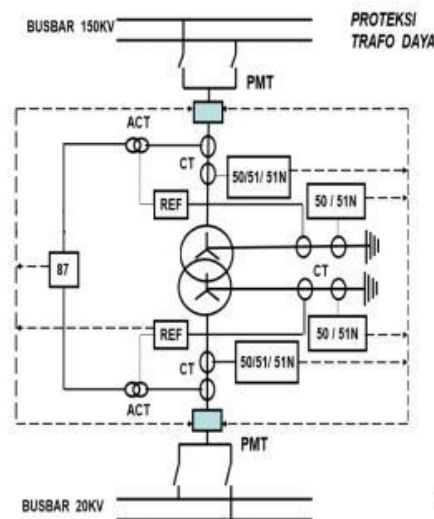 BUSBAR 150KV
PROTEKSI
TRAFO DAYA
PMT
ACT
CT
50/51/ 51N
50 / 51N
REF
87
CT
REF
50 / 51N
CT
50/51/ 51N
ACT
PMT
BUSBAR 20KV